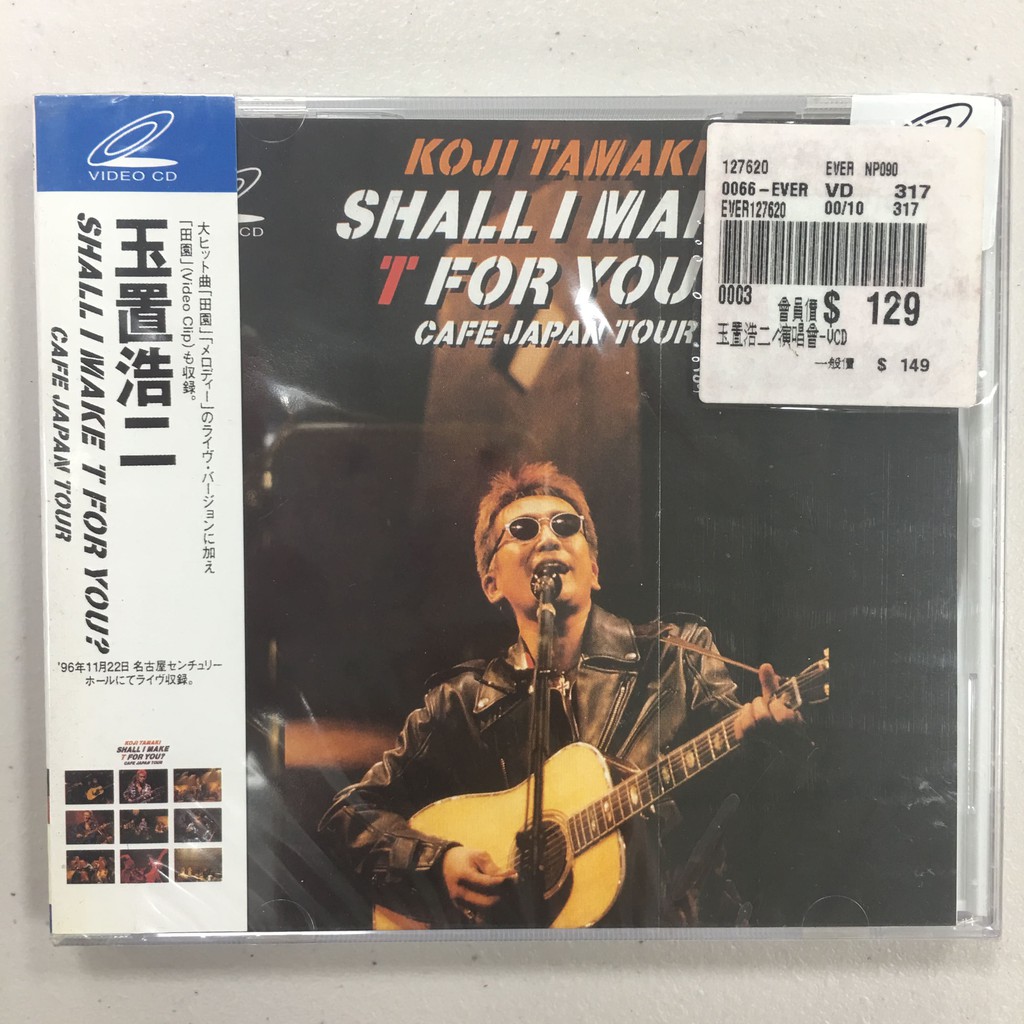 VIDEO CD
玉置浩二
SHALL I MAKE T FOR YOU?
CAFE JAPAN TOUR
大ヒット曲「田園」「メロディー」のライヴ・バージョンに加え
「田園」(Video Clip)も収録。
'96年11月22日 名古屋センチュリー
ホールにてライヴ収録。
KOJI TAMAKI
SHALL I MAKE
T FOR YOU?
CAFE JAPAN TOUR
CD
KOJI TAMAKI
SHALL I MA
T FOR YOU
CAFE JAPAN TOUR
127620 EVER NP090
0066-EVER VD 317
EVER127620 00/10 317
0003
會員價 $ 129
玉置浩二/演唱會-VCD
一般價 $ 149